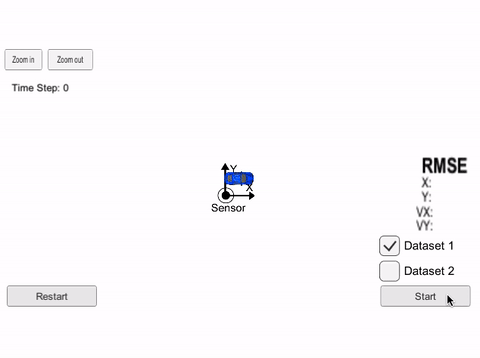 Zoom in
Zoom out
Time Step: 0
Y
X
Sensor
RMSE
X:
Y:
VX:
VY:
Dataset 1
Dataset 2
Restart
Start